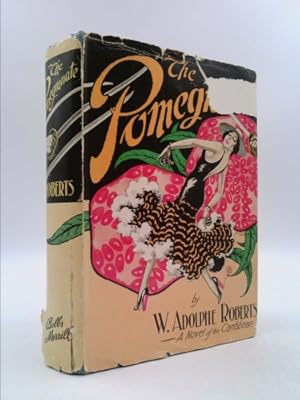 The
Pomegranate
ROBERTS
Bobbs
Merrill
The
Pomegr
by
W. ADOLPHE ROBERTS
A Novel of the Caribbean